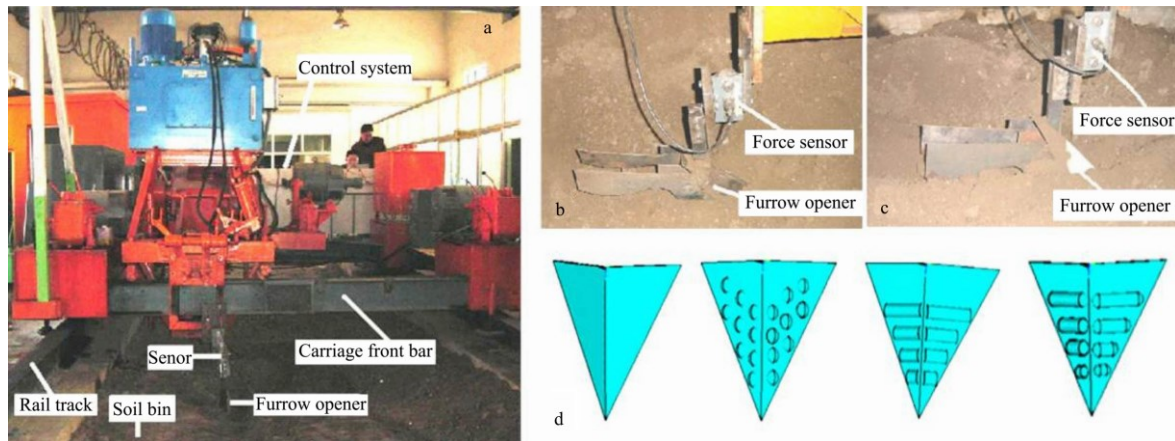 a
Control system
Senor
Carriage front bar
Rail track
Soil bin
Furrow opener
b
Force sensor
Furrow opener
c
Force sensor
Furrow opener
d